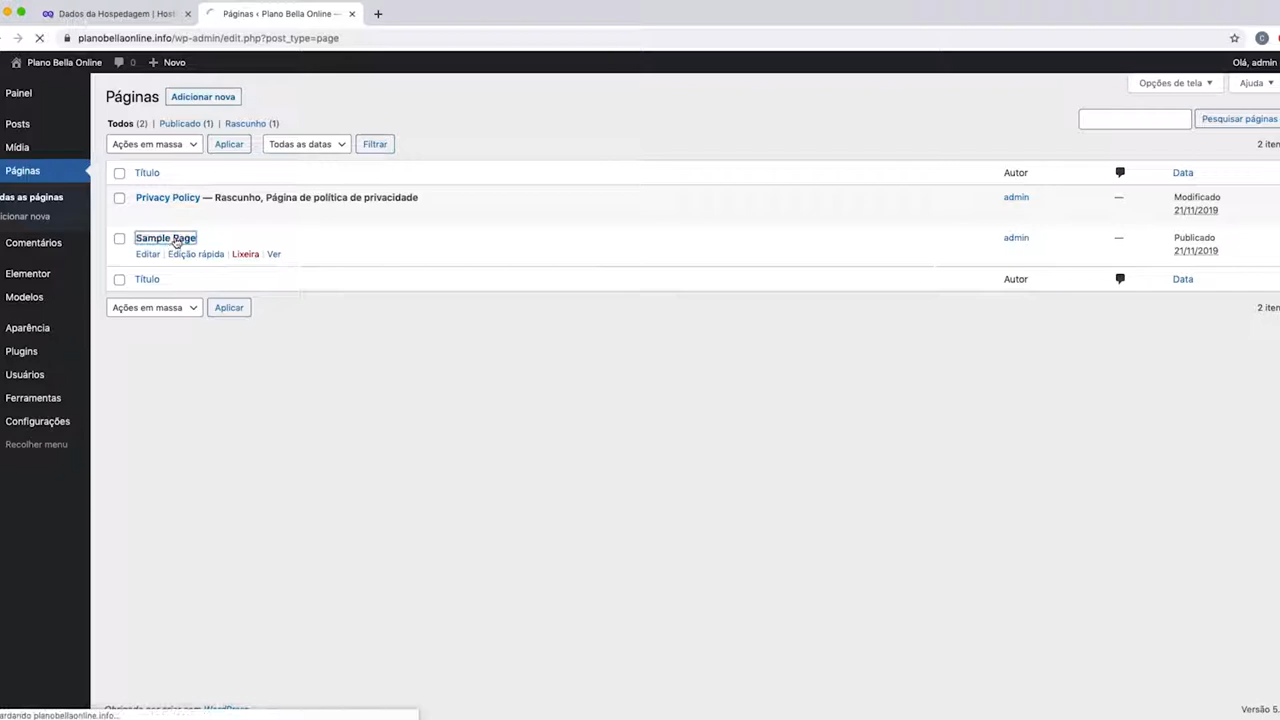 Dados da Hospedagem | Host
Páginas ‹ Plano Bella Online —
planobellaonline.info/wp-admin/edit.php?post_type=page
Plano Bella Online
0
Novo
Olá, admin
Painel
Posts
Mídia
Páginas
das as páginas
icionar nova
Comentários
Elementor
Modelos
Aparência
Plugins
Usuários
Ferramentas
Configurações
Recolher menu
Opções de tela
Ajuda
Páginas
Adicionar nova
Todos (2) | Publicado (1) | Rascunho (1)
Pesquisar páginas
Ações em massa
Aplicar
Todas as datas
Filtrar
2 iten
Título
Autor
Data
Privacy Policy — Rascunho, Página de política de privacidade
admin
—
Modificado
21/11/2019
Sample Page
admin
—
Publicado
21/11/2019
Editar | Edição rápida | Lixeira | Ver
Título
Autor
Data
Ações em massa
Aplicar
2 iten
Obrigado por criar com WordPress
Versão 5.
ardando planobellaonline.info...